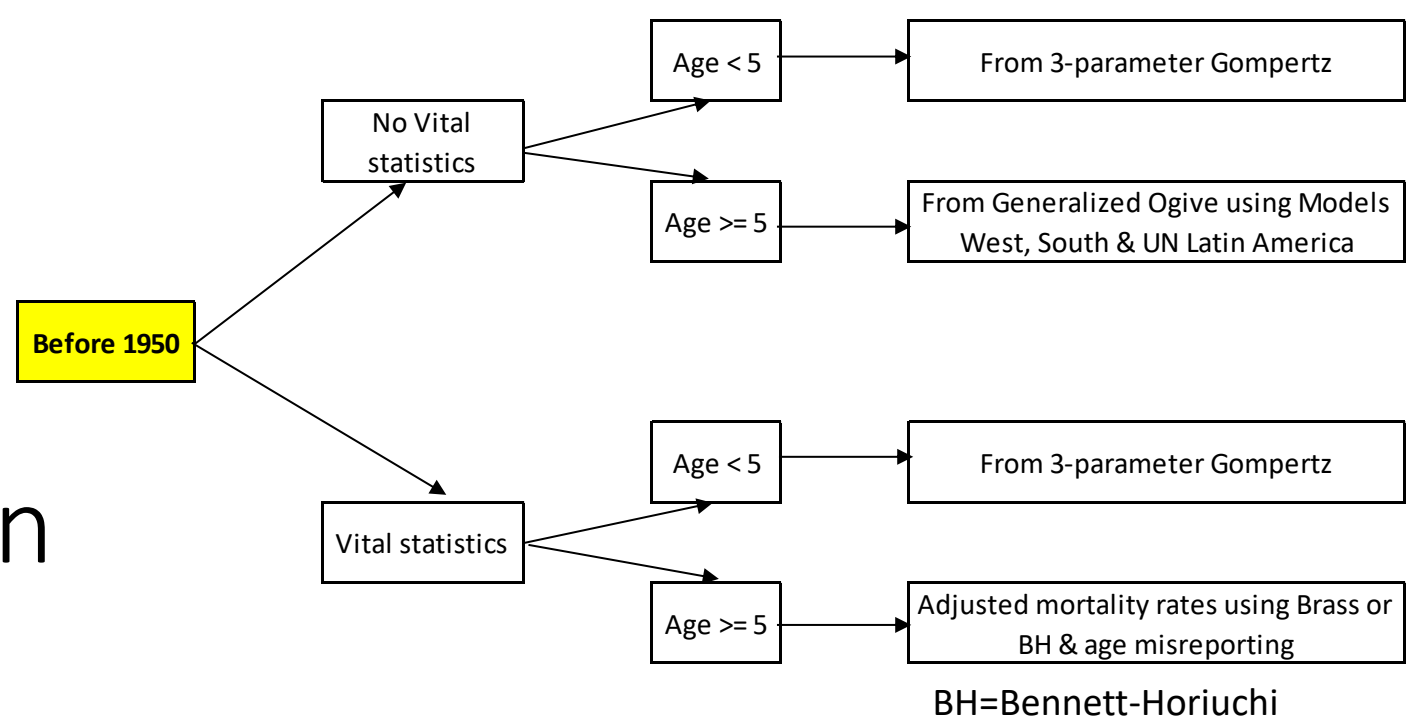 Age < 5
From 3-parameter Gompertz
No Vital
statistics
Age >= 5
From Generalized Ogive using Models
West, South & UN Latin America
Before 1950
Age < 5
From 3-parameter Gompertz
n
Vital statistics
Age >= 5
Adjusted mortality rates using Brass or
BH & age misreporting
BH=Bennett-Horiuchi